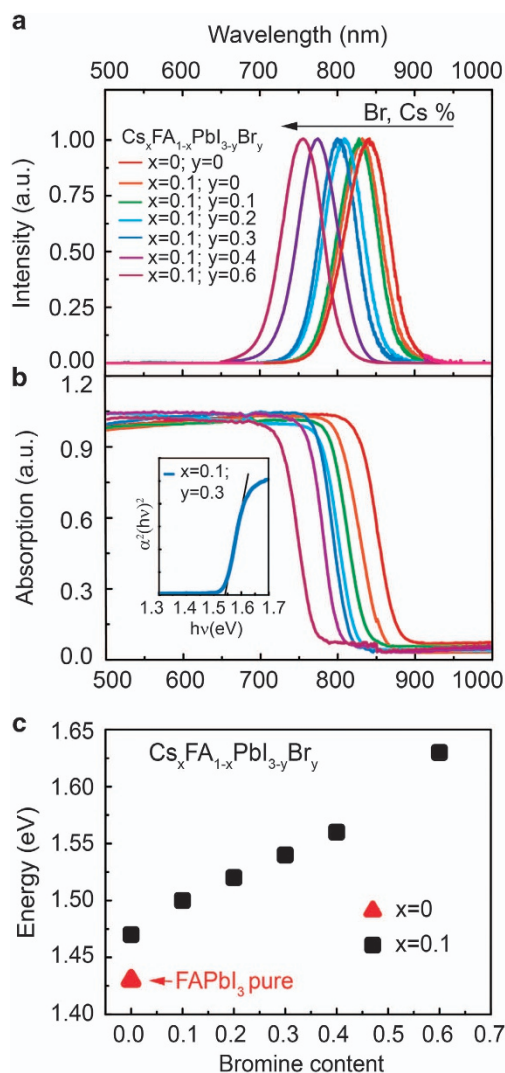 a
Wavelength (nm)
500 600 700 800 900 1000
Br, Cs %
CsₓFA₁₋ₓPbI₃₋ᵧBrᵧ
x=0; y=0
x=0.1; y=0
x=0.1; y=0.1
x=0.1; y=0.2
x=0.1; y=0.3
x=0.1; y=0.4
x=0.1; y=0.6
1.00
0.75
0.50
0.25
0.00
Intensity (a.u.)
b
1.2
0.9
0.6
0.3
0.0
Absorption (a.u.)
x=0.1;
y=0.3
α²(hν)²
1.3 1.4 1.5 1.6 1.7
hν(eV)
500 600 700 800 900 1000
c
CsₓFA₁₋ₓPbI₃₋ᵧBrᵧ
1.65
1.60
1.55
1.50
1.45
1.40
Energy (eV)
x=0
x=0.1
FAPbI₃ pure
0.0 0.1 0.2 0.3 0.4 0.5 0.6 0.7
Bromine content